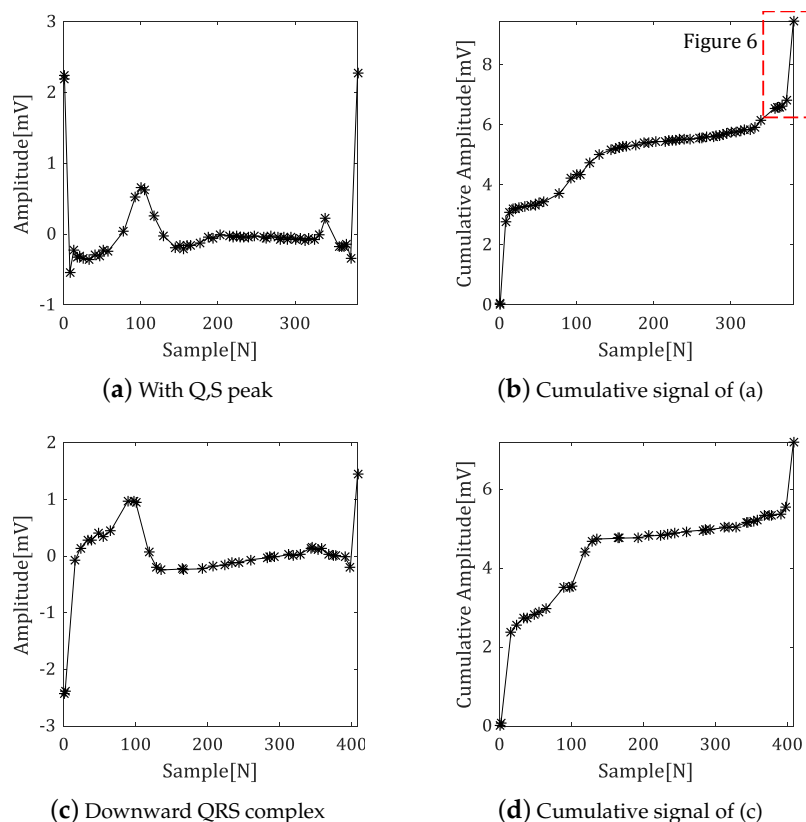 3
2
1
0
-1
Amplitude[mV]
0 100 200 300
Sample[N]
(a) With Q,S peak
8
6
4
2
0
Cumulative Amplitude[mV]
Figure 6
0 100 200 300
Sample[N]
(b) Cumulative signal of (a)
2
1
0
-1
-2
-3
Amplitude[mV]
0 100 200 300 400
Sample[N]
(c) Downward QRS complex
6
4
2
0
Cumulative Amplitude[mV]
0 100 200 300 400
Sample[N]
(d) Cumulative signal of (c)